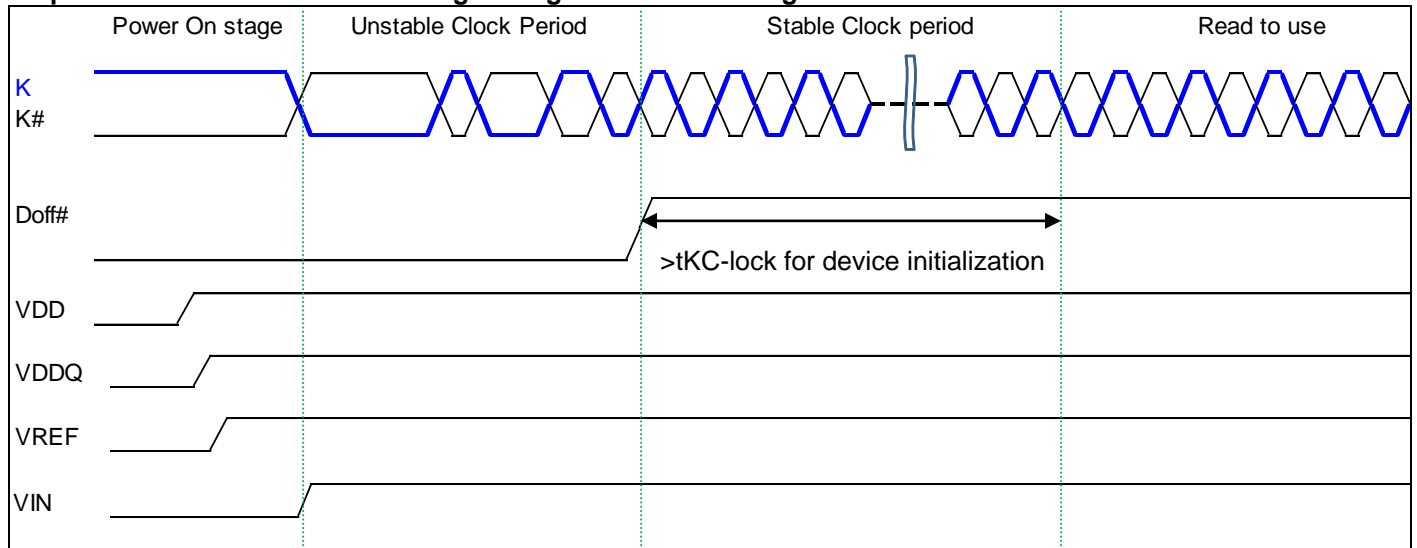 Power On stage
Unstable Clock Period
Stable Clock period
Read to use
K
K#
Doff#
>tKC-lock for device initialization
VDD
VDDQ
VREF
VIN